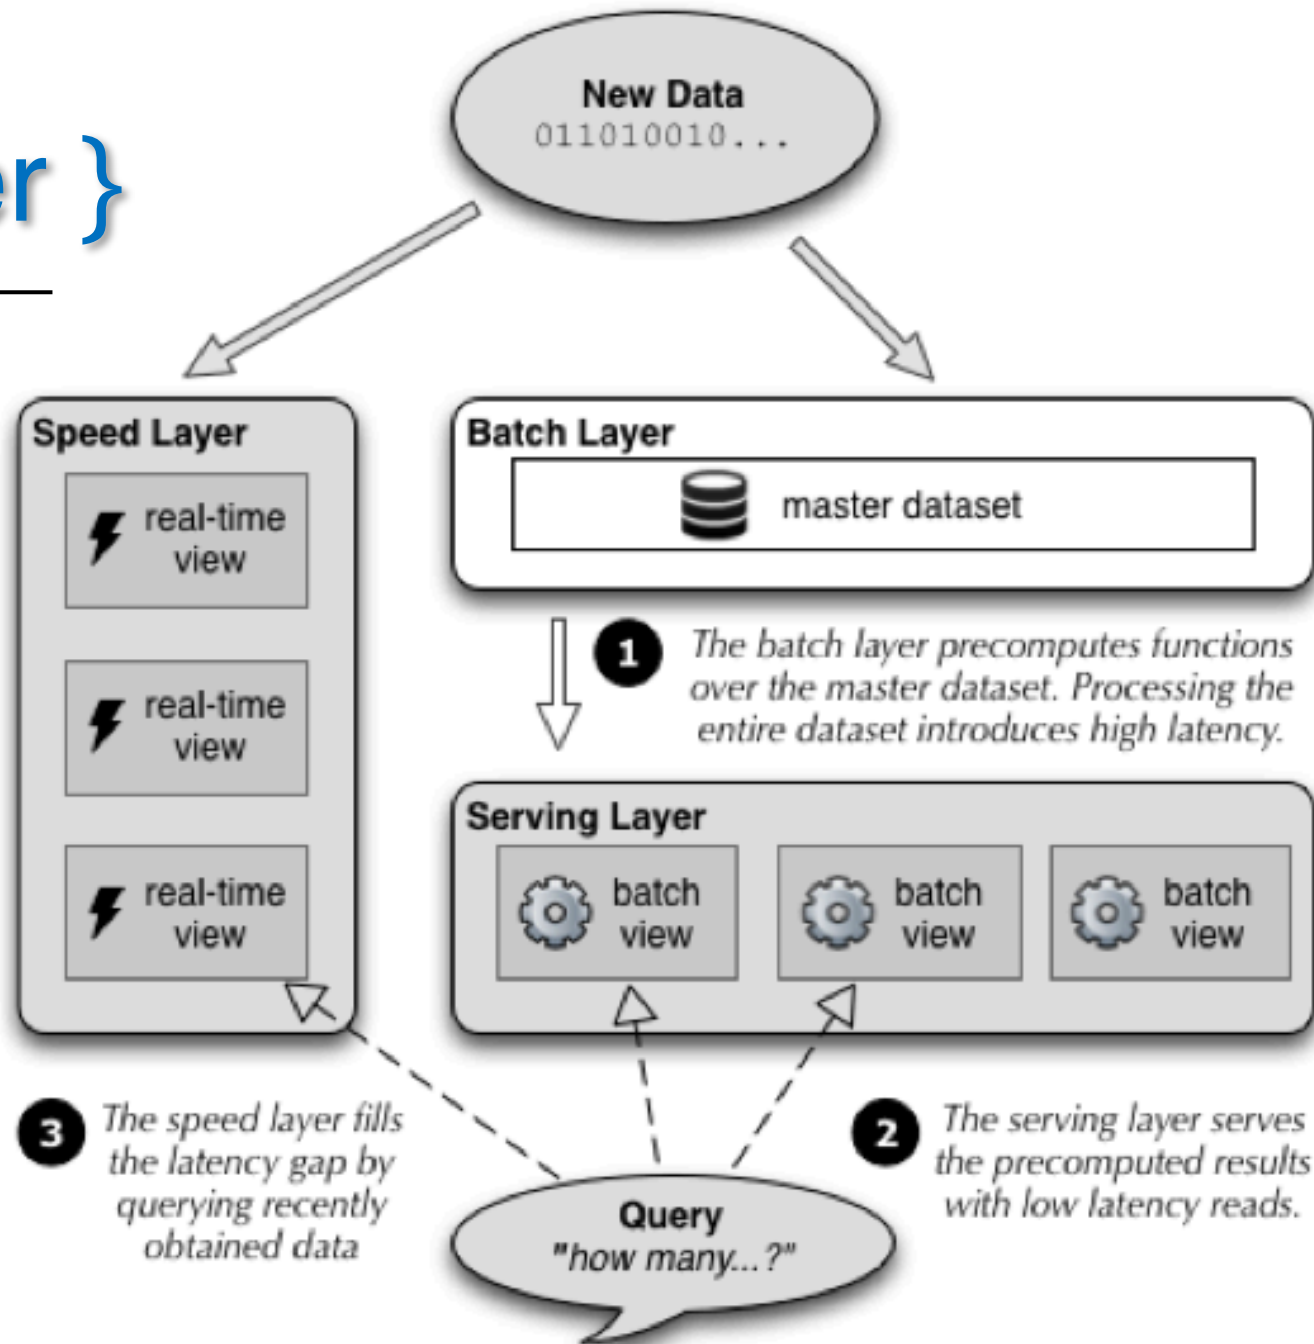 er }
New Data
011010010...
Speed Layer
real-time
view
real-time
view
real-time
view
Batch Layer
master dataset
1
The batch layer precomputes functions
over the master dataset. Processing the
entire dataset introduces high latency.
Serving Layer
batch
view
batch
view
batch
view
3
The speed layer fills
the latency gap by
querying recently
obtained data
2
The serving layer serves
the precomputed results
with low latency reads.
Query
"how many...?"